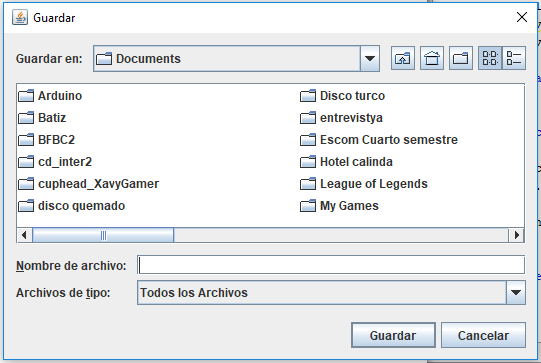 Guardar
Guardar en: Documents
Arduino
Batiz
BFBC2
cd_inter2
cuphead_XavyGamer
disco quemado
Disco turco
entrevistya
Escom Cuarto semestre
Hotel calinda
League of Legends
My Games
Nombre de archivo:
Archivos de tipo: Todos los Archivos
Guardar Cancelar